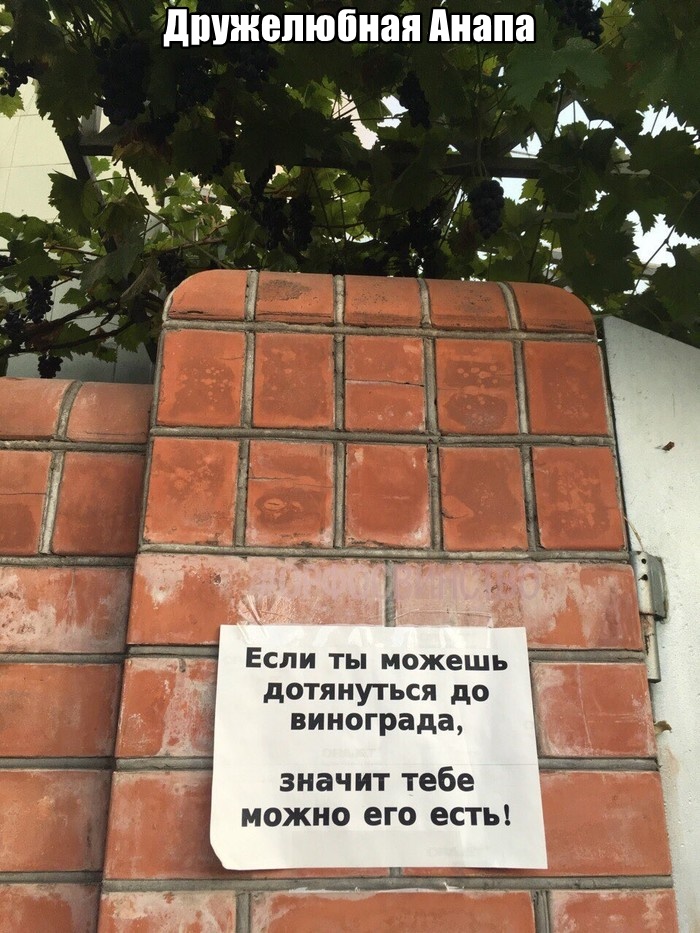 Дружелюбная Анапа
Если ты можешь
дотянуться до
винограда,
значит тебе
можно его есть!